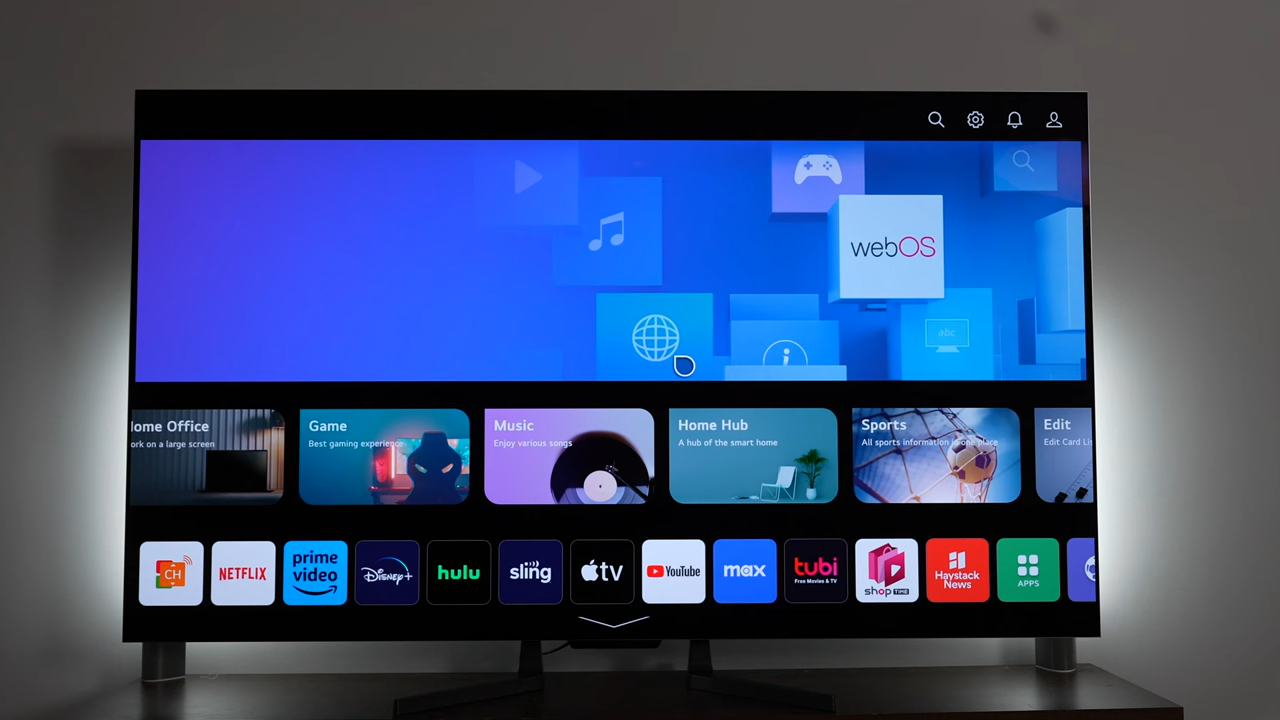 webOS
abc
ome Office
ork on a large screen
Game
Best gaming experience
Music
Enjoy various songs
Home Hub
A hub of the smart home
Sports
All sports information in one place
Edit
Edit Card Lis
CH
NETFLIX
prime
video
Disney+
hulu
sling
tv
YouTube
max
tubi
Free Movies & TV
shop TIME
Haystack
News
APPS